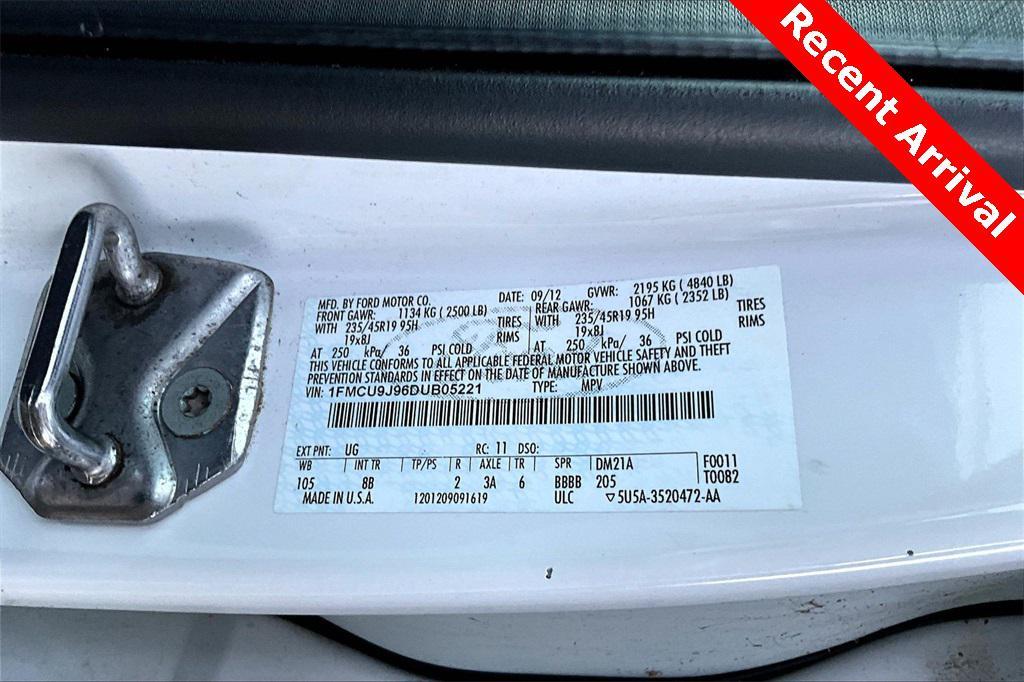 Recent Arrival
MFD. BY FORD MOTOR CO. DATE: 09/12 GVWR: 2195 KG ( 4840 LB)
FRONT GAWR: 1134 KG ( 2500 LB) REAR GAWR: 1067 KG ( 2352 LB)
WITH 235/45R19 95H TIRES WITH 235/45R19 95H TIRES
19x8J RIMS 19x8J RIMS
AT 250 kPa/ 36 PSI COLD AT 250 kPa/ 36 PSI COLD
THIS VEHICLE CONFORMS TO ALL APPLICABLE FEDERAL MOTOR VEHICLE SAFETY AND THEFT
PREVENTION STANDARDS IN EFFECT ON THE DATE OF MANUFACTURE SHOWN ABOVE.
VIN: 1FMCU9J96DUB05221 TYPE: MPV
EXT PNT: UG RC: 11 DSO:
WB INT TR TP/PS R AXLE TR SPR DM21A F0011
105 8B 2 3A 6 BBBB 205 T0082
MADE IN U.S.A. 1201209091619 ULC ▽5U5A-3520472-AA